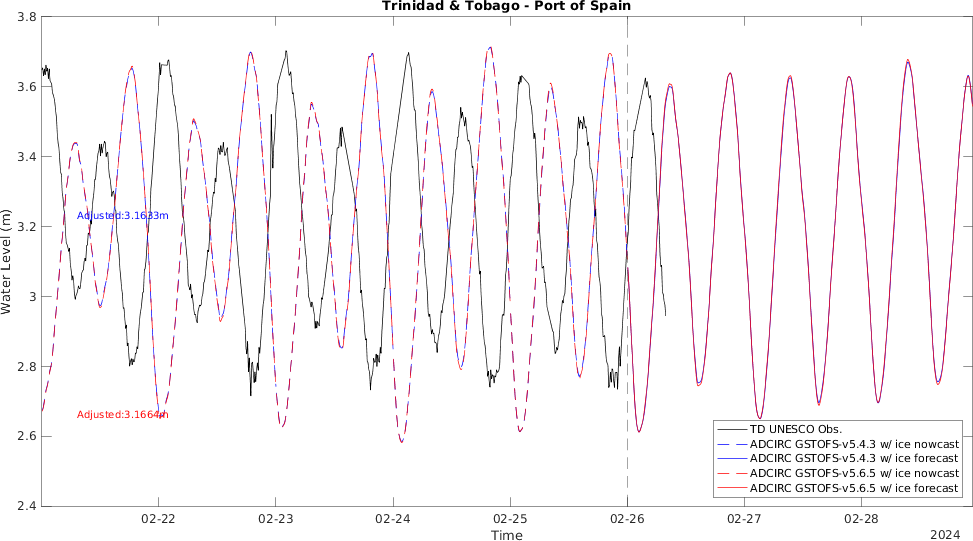 Trinidad & Tobago - Port of Spain
3.8
3.6
3.4
3.2
3
2.8
2.6
2.4
Water Level (m)
Adjusted:3.1633m
Adjusted:3.1664m
TD UNESCO Obs.
ADCIRC GSTOFS-v5.4.3 w/ ice nowcast
ADCIRC GSTOFS-v5.4.3 w/ ice forecast
ADCIRC GSTOFS-v5.6.5 w/ ice nowcast
ADCIRC GSTOFS-v5.6.5 w/ ice forecast
02-22 02-23 02-24 02-25 02-26 02-27 02-28
Time
2024